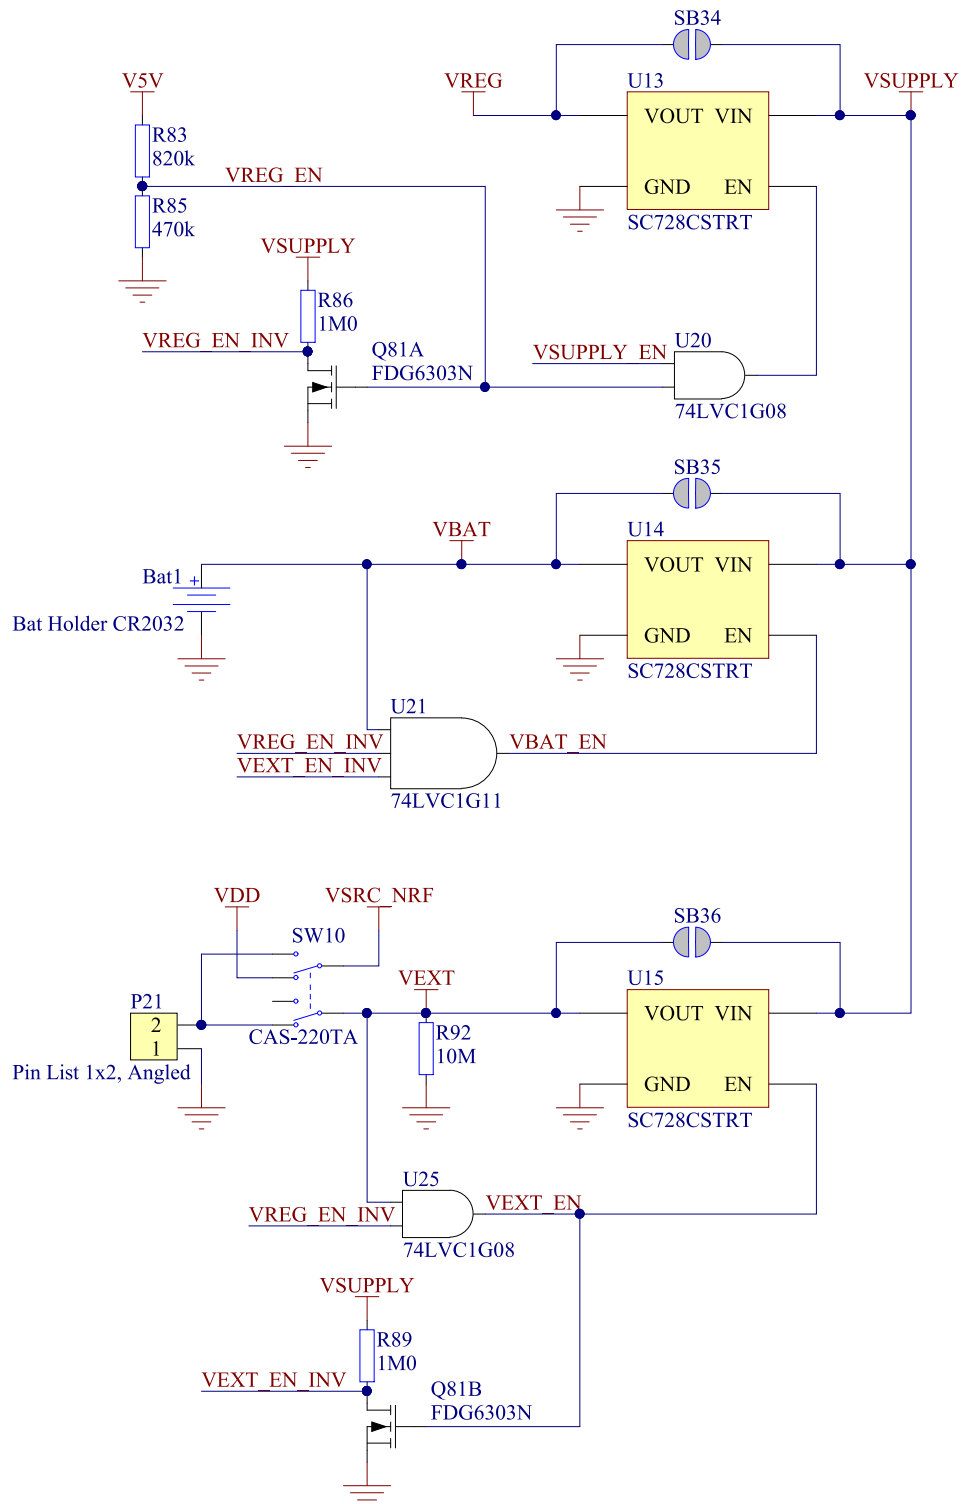 SB34
V5V
VREG
U13
VSUPPLY
VOUT VIN
R83
820k
VREG_EN
GND EN
R85
470k
SC728CSTRT
VSUPPLY
R86
1M0
VREG_EN_INV
Q81A
FDG6303N
U20
VSUPPLY_EN
74LVC1G08
SB35
VBAT
U14
VOUT VIN
Bat1 +
Bat Holder CR2032
GND EN
SC728CSTRT
U21
VREG_EN_INV
VBAT_EN
VEXT_EN_INV
74LVC1G11
VDD
VSRC_NRF
SB36
SW10
VEXT
U15
P21
2
1
VOUT VIN
CAS-220TA
R92
10M
Pin List 1x2, Angled
GND EN
SC728CSTRT
U25
VEXT_EN
VREG_EN_INV
74LVC1G08
VSUPPLY
R89
1M0
VEXT_EN_INV
Q81B
FDG6303N